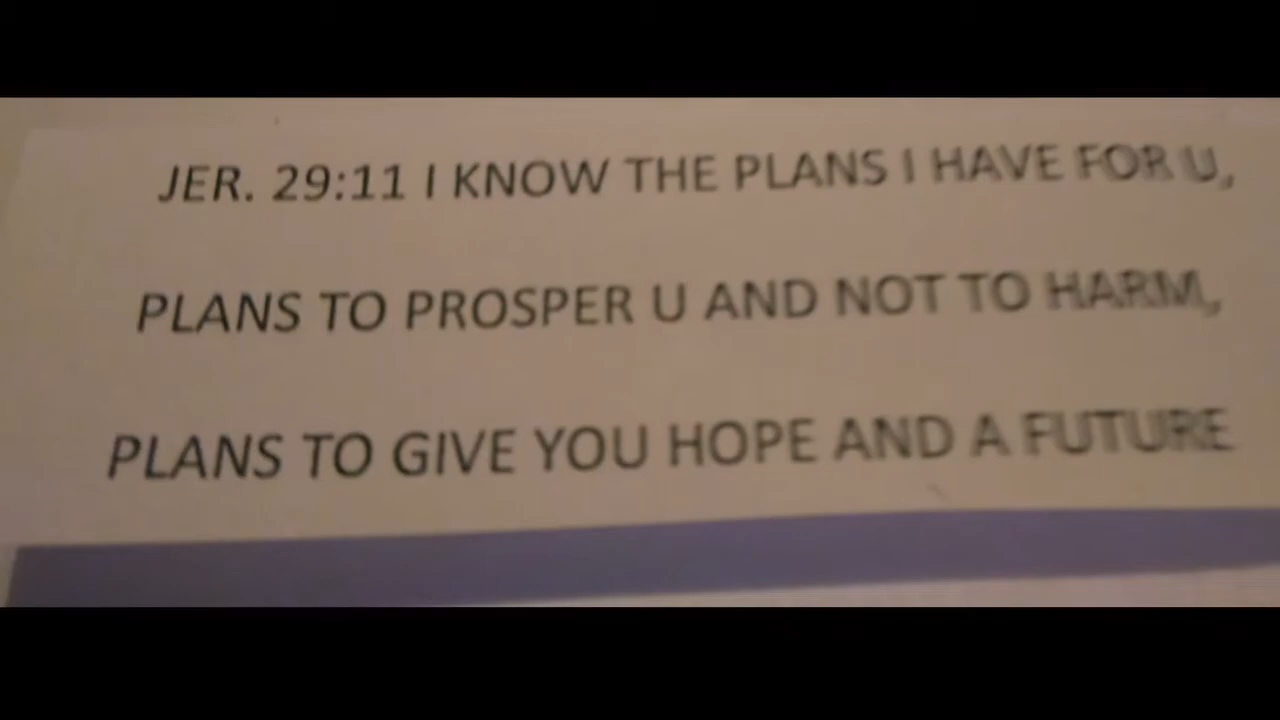 JER. 29:11 I KNOW THE PLANS I HAVE FOR U,
PLANS TO PROSPER U AND NOT TO HARM,
PLANS TO GIVE YOU HOPE AND A FUTURE